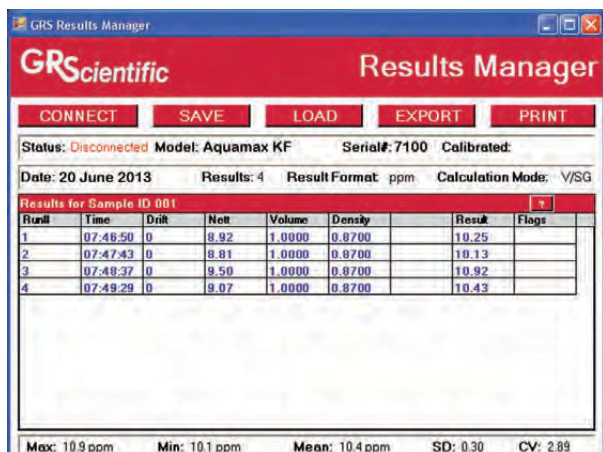 GRS Results Manager
GRScientific Results Manager
CONNECT SAVE LOAD EXPORT PRINT
Status: Disconnected Model: Aquamax KF Serial#: 7100 Calibrated:
Date: 20 June 2013 Results: 4 Result Format: ppm Calculation Mode: V/SG
Results for Sample ID 001 ?
Run# Time Drift Nett Volume Density Result Flags
1 07:46:50 0 8.92 1.0000 0.8700 10.25
2 07:47:43 0 8.81 1.0000 0.8700 10.13
3 07:48:37 0 9.50 1.0000 0.8700 10.92
4 07:49:29 0 9.07 1.0000 0.8700 10.43
Max: 10.9 ppm Min: 10.1 ppm Mean: 10.4 ppm SD: 0.30 CV: 2.89